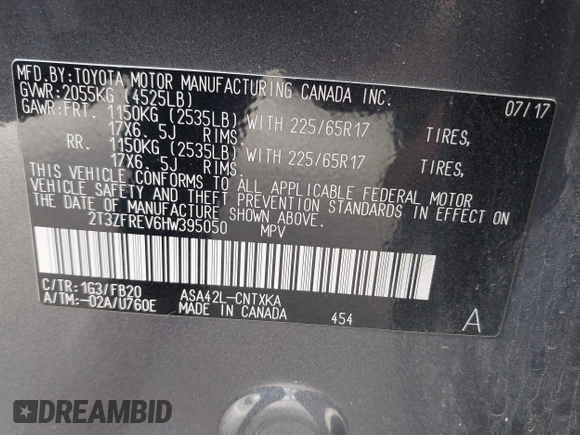 MFD.BY:TOYOTA MOTOR MANUFACTURING CANADA INC.
GVWR:2055KG (4525LB) 07/17
GAWR:FRT. 1150KG (2535LB) WITH 225/65R17 TIRES,
17X6.5J RIMS.
RR. 1150KG (2535LB) WITH 225/65R17 TIRES,
17X6.5J RIMS.
THIS VEHICLE CONFORMS TO ALL APPLICABLE FEDERAL MOTOR
VEHICLE SAFETY AND THEFT PREVENTION STANDARDS IN EFFECT ON
THE DATE OF MANUFACTURE SHOWN ABOVE.
2T3ZFREV6HW395050 MPV
C/TR:1G3/FB20 ASA42L-CNTXKA
A/TM:-02A/U760E MADE IN CANADA 454 A
DREAMBID